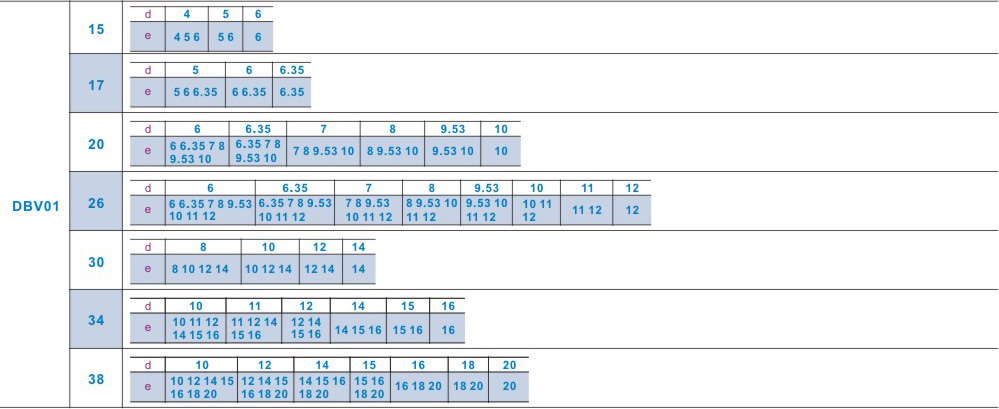 DBV01
15
d 4 5 6
e 4 5 6 5 6 6
17
d 5 6 6.35
e 5 6 6.35 6 6.35 6.35
20
d 6 6.35 7 8 9.53 10
e 6 6.35 7 8 6.35 7 8 7 8 9.53 10 8 9.53 10 9.53 10 10
9.53 10 9.53 10
26
d 6 6.35 7 8 9.53 10 11 12
e 6 6.35 7 8 9.53 6.35 7 8 9.53 7 8 9.53 8 9.53 10 9.53 10 10 11 11 12 12
10 11 12 10 11 12 10 11 12 11 12 11 12 12
30
d 8 10 12 14
e 8 10 12 14 10 12 14 12 14 14
34
d 10 11 12 14 15 16
e 10 11 12 11 12 14 12 14 14 15 16 15 16 16
14 15 16 15 16 15 16
38
d 10 12 14 15 16 18 20
e 10 12 14 15 12 14 15 14 15 16 15 16 16 18 20 18 20 20
16 18 20 16 18 20 18 20 18 20